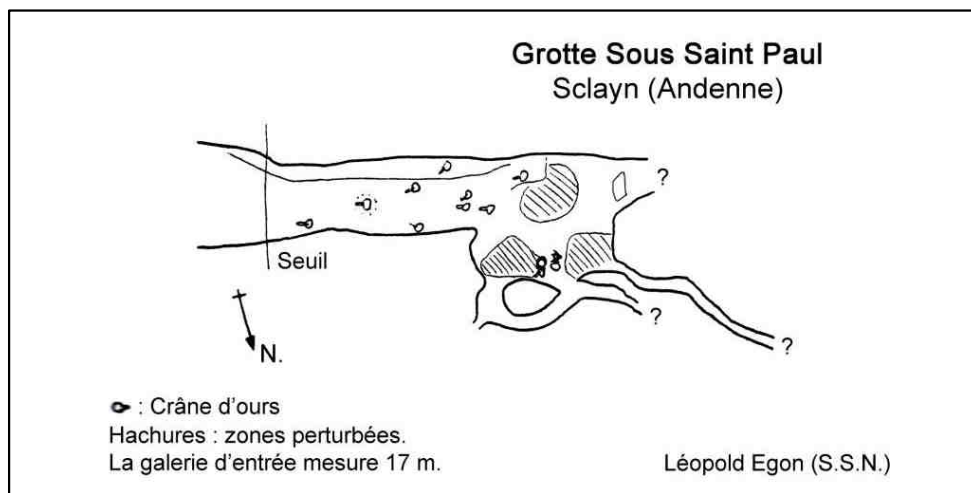 Grotte Sous Saint Paul
Sclayn (Andenne)
?
Seuil
?
?
N.
: Crâne d'ours
Hachures : zones perturbées.
La galerie d'entrée mesure 17 m.
Léopold Egon (S.S.N.)